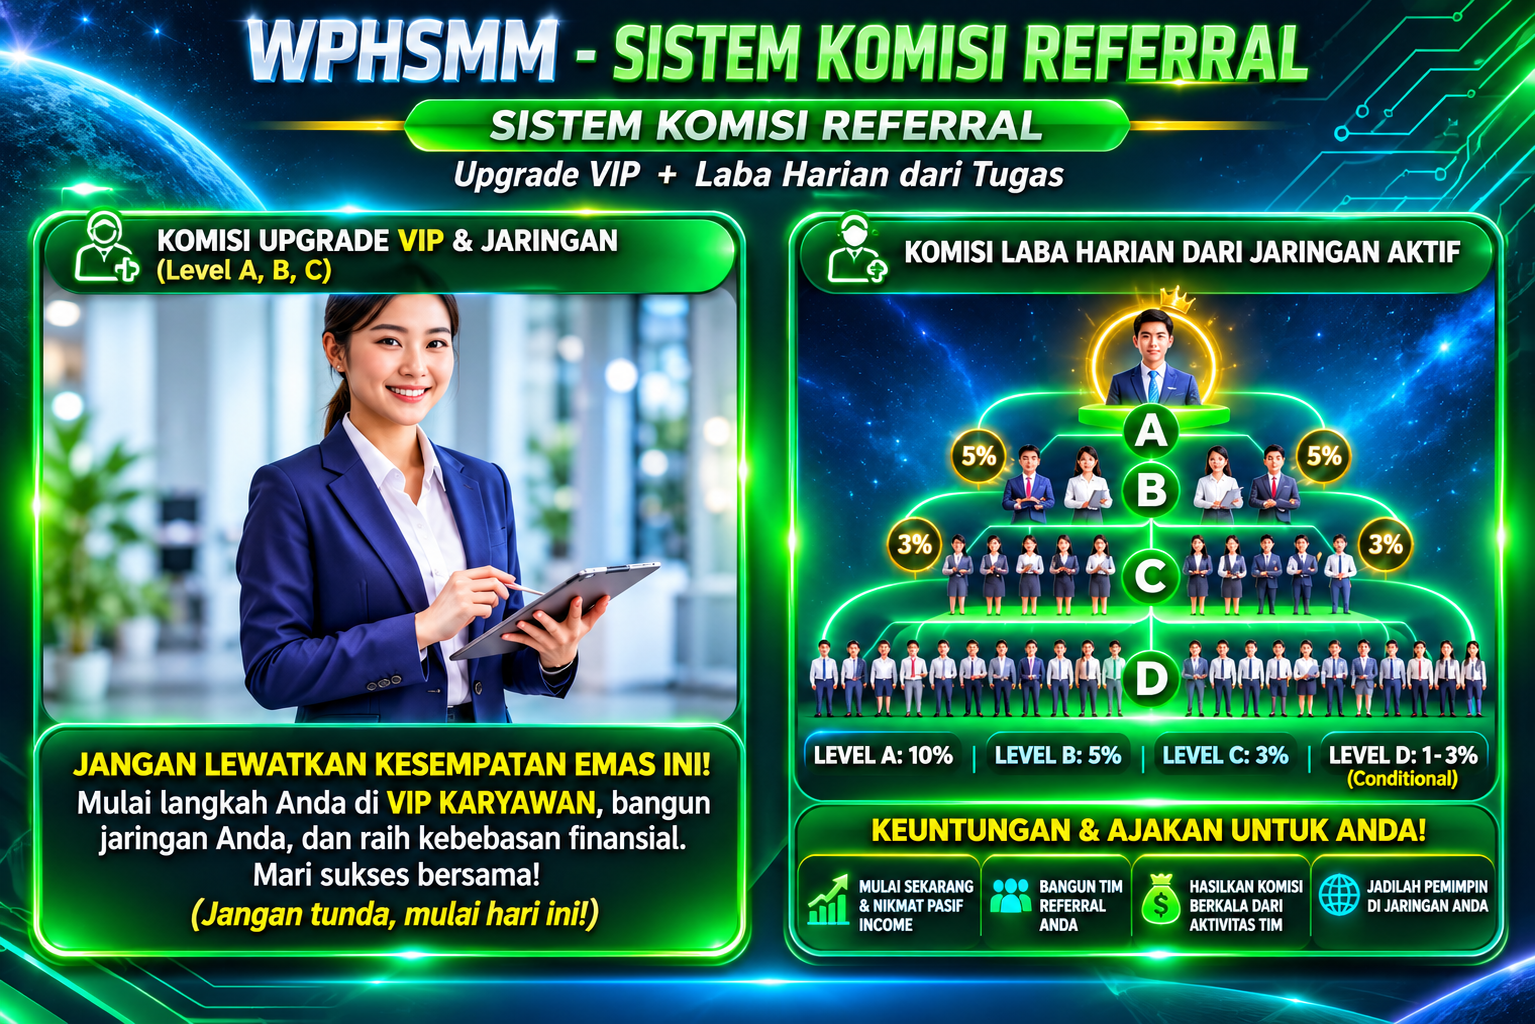 WPHSMM - SISTEM KOMISI REFERRAL
SISTEM KOMISI REFERRAL
Upgrade VIP + Laba Harian dari Tugas
KOMISI UPGRADE VIP & JARINGAN
(Level A, B, C)
JANGAN LEWATKAN KESEMPATAN EMAS INI!
Mulai langkah Anda di VIP KARYAWAN, bangun
jaringan Anda, dan raih kebebasan finansial.
Mari sukses bersama!
(Jangan tunda, mulai hari ini!)
KOMISI LABA HARIAN DARI JARINGAN AKTIF
A
5%
5%
B
3%
3%
C
D
LEVEL A: 10% | LEVEL B: 5% | LEVEL C: 3% | LEVEL D: 1-3%
(Conditional)
KEUNTUNGAN & AJAKAN UNTUK ANDA!
MULAI SEKARANG
& NIKMAT PASIF
INCOME
BANGUN TIM
REFERRAL
ANDA
$
HASILKAN KOMISI
BERKALA DARI
AKTIVITAS TIM
JADILAH PEMIMPIN
DI JARINGAN ANDA